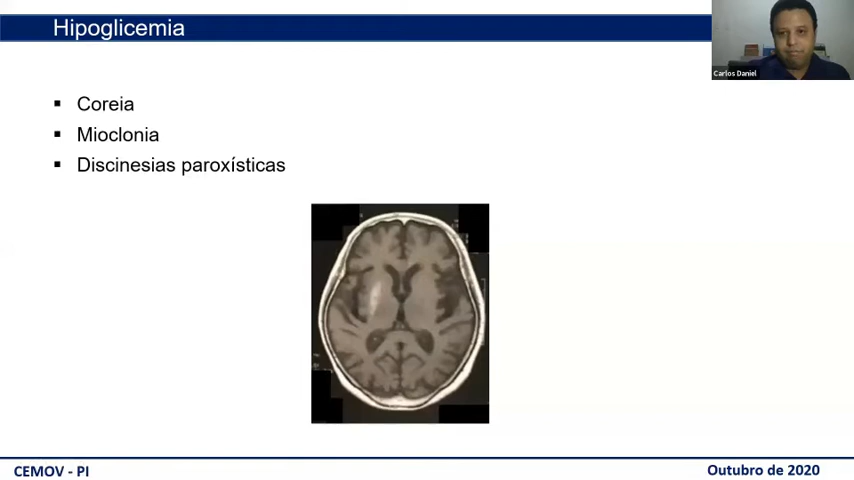 Hipoglicemia
Carlos Daniel
▪ Coreia
▪ Mioclonia
▪ Discinesias paroxísticas
CEMOV - PI
Outubro de 2020